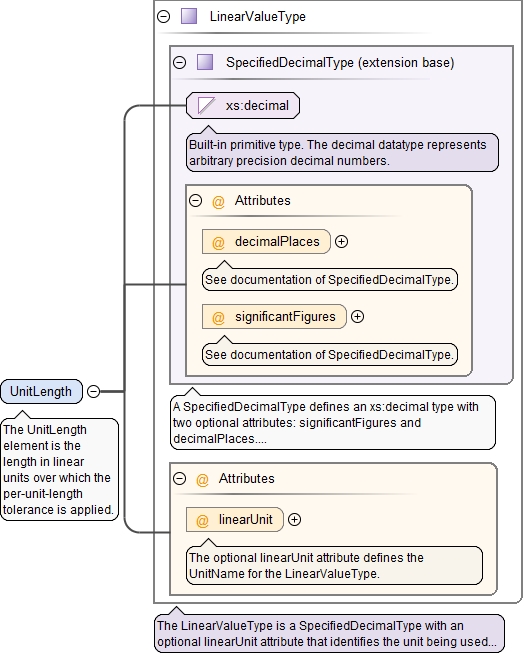 LinearValueType
SpecifiedDecimalType (extension base)
xs:decimal
Built-in primitive type. The decimal datatype represents
arbitrary precision decimal numbers.
@ Attributes
@ decimalPlaces
See documentation of SpecifiedDecimalType.
@ significantFigures
See documentation of SpecifiedDecimalType.
UnitLength
The UnitLength
element is the
length in linear
units over which the
per-unit-length
tolerance is applied.
A SpecifiedDecimalType defines an xs:decimal type with
two optional attributes: significantFigures and
decimalPlaces....
@ Attributes
@ linearUnit
The optional linearUnit attribute defines the
UnitName for the LinearValueType.
The LinearValueType is a SpecifiedDecimalType with an
optional linearUnit attribute that identifies the unit being used...